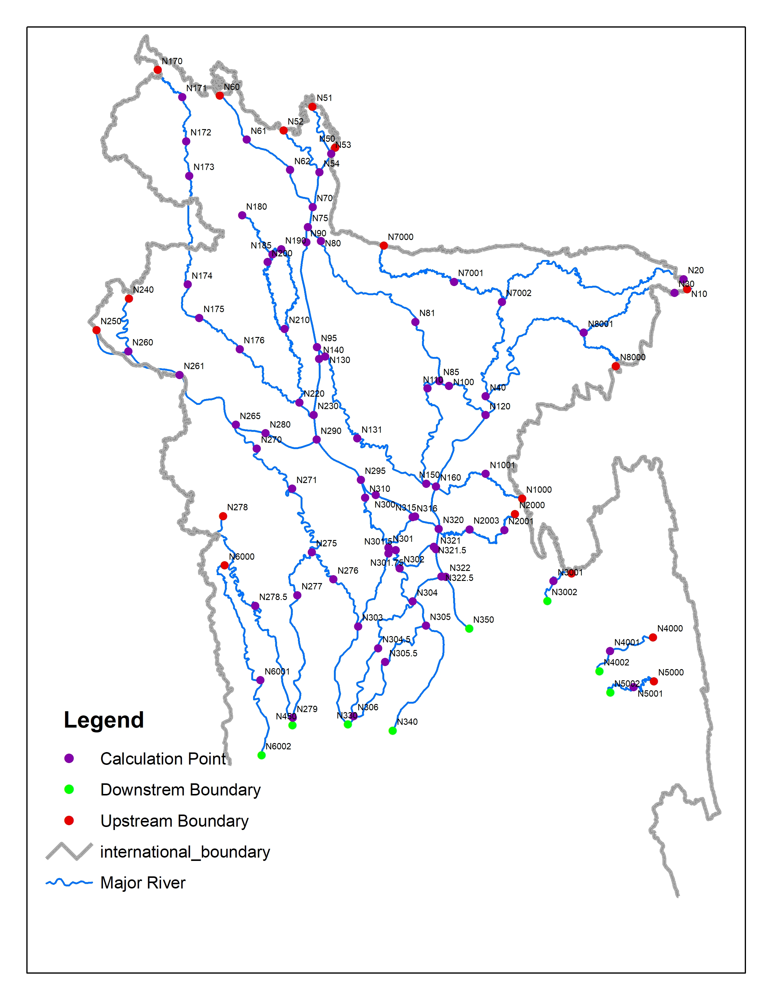 N170
N171
N60
N51
N52
N61
N172
N50
N53
N62
N54
N173
N70
N180
N75
N90
N7000
N190
N80
N185
N200
N20
N7001
N174
N30
N240
N10
N7002
N175
N81
N250
N210
N8001
N176
N95
N260
N140
N8000
N130
N261
N85
N110
N100
N40
N220
N230
N120
N265
N280
N131
N290
N270
N1001
N295
N150
N160
N271
N310
N1000
N300
N315
N316
N2000
N278
N320
N2003
N2001
N301.5
N301
N321
N275
N321.5
N6000
N301.75
N302
N276
N322
N3001
N322.5
N277
N3002
N278.5
N304
N303
N305
N350
N4000
N304.5
N4001
N305.5
N4002
N6001
N5000
N5002
N5001
N279
N306
N450
N330
N340
Legend
N6002
Calculation Point
Downstrem Boundary
Upstream Boundary
international_boundary
Major River